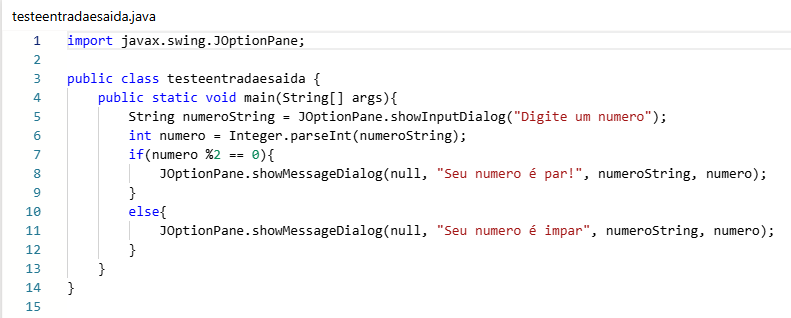 testeentradaesaida.java
1 import javax.swing.JOptionPane;
2
3 public class testeentradaesaida {
4 public static void main(String[] args){
5 String numeroString = JOptionPane.showInputDialog("Digite um numero");
6 int numero = Integer.parseInt(numeroString);
7 if(numero %2 == 0){
8 JOptionPane.showMessageDialog(null, "Seu numero é par!", numeroString, numero);
9 }
10 else{
11 JOptionPane.showMessageDialog(null, "Seu numero é impar", numeroString, numero);
12 }
13 }
14 }
15